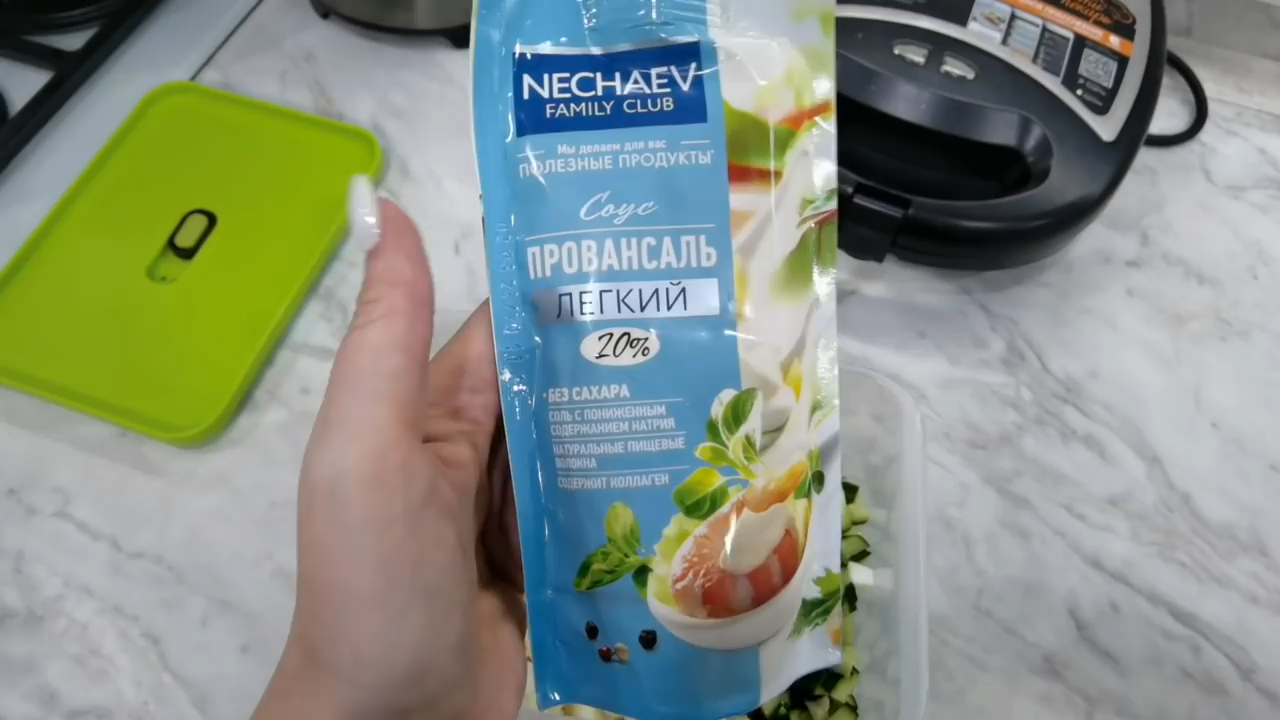 NECHAEV
FAMILY CLUB
Мы делаем для вас
ПОЛЕЗНЫЕ ПРОДУКТЫ*
Соус
ПРОВАНСАЛЬ
ЛЕГКИЙ
20%
•БЕЗ САХАРА
СОЛЬ С ПОНИЖЕННЫМ
СОДЕРЖАНИЕМ НАТРИЯ
НАТУРАЛЬНЫЕ ПИЩЕВЫЕ
ВОЛОКНА
СОДЕРЖИТ КОЛЛАГЕН